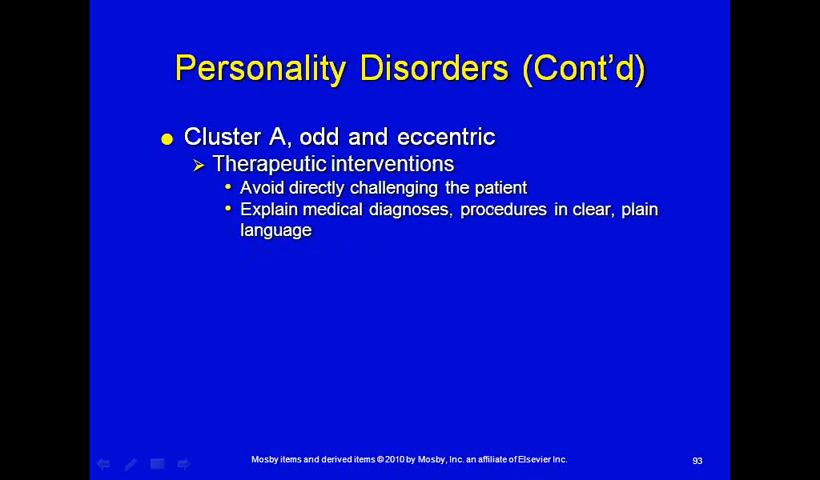 Personality Disorders (Cont’d)
Cluster A, odd and eccentric
Therapeutic interventions
Avoid directly challenging the patient
Explain medical diagnoses, procedures in clear, plain
language
Mosby items and derived items © 2010 by Mosby, Inc. an affiliate of Elsevier Inc.
93